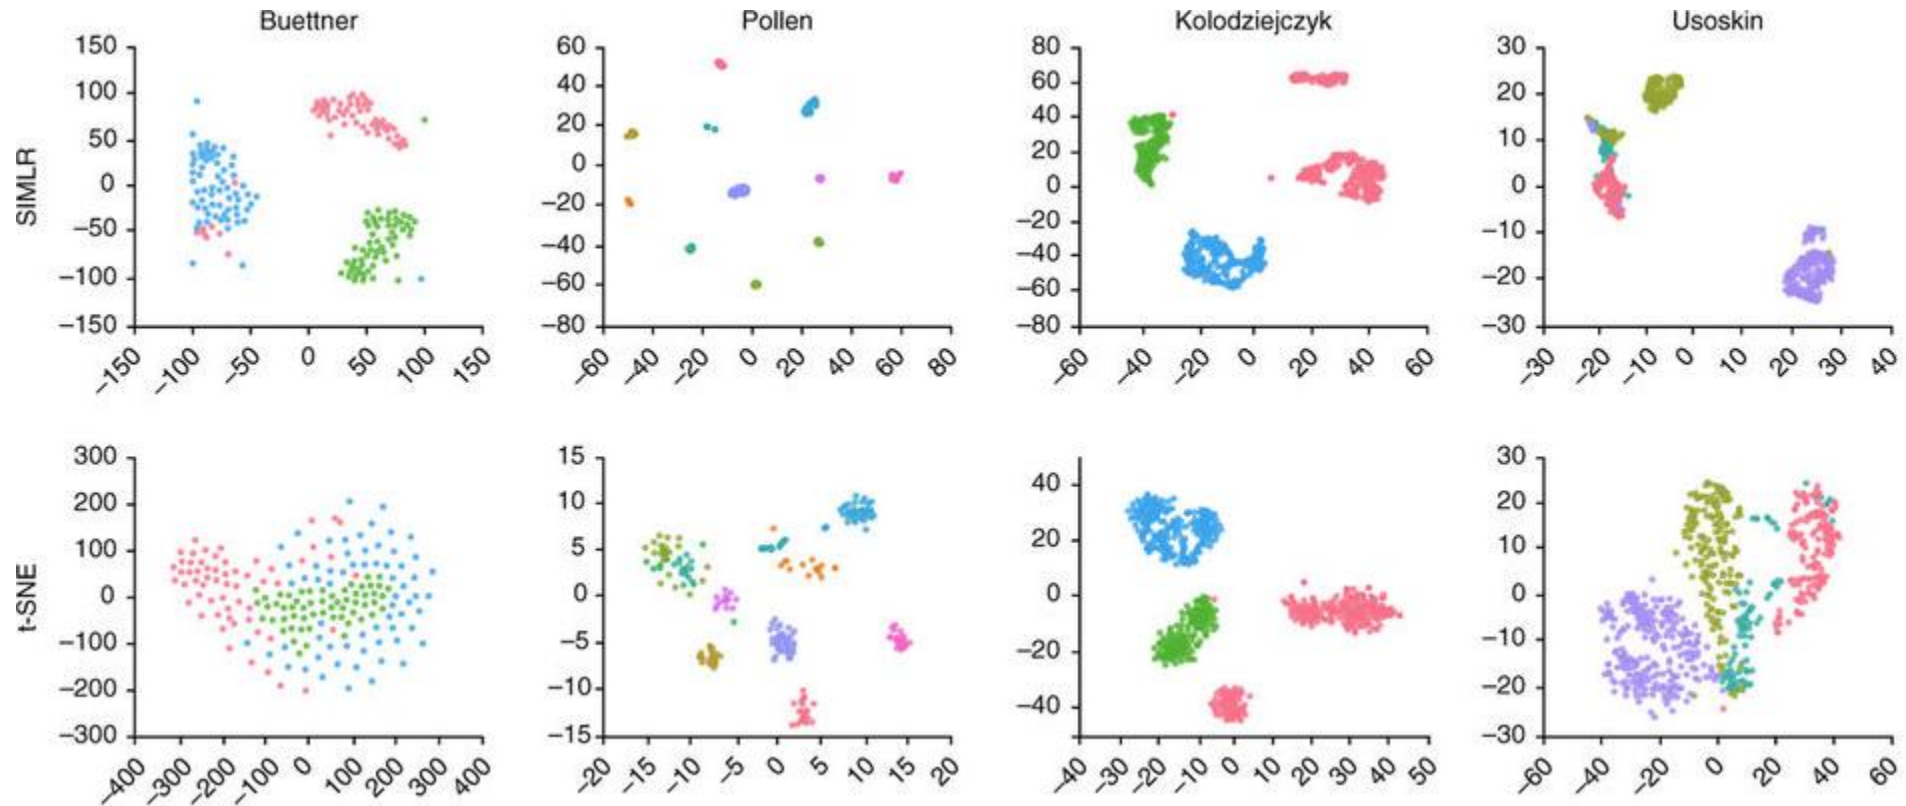 Buettner Pollen Kolodziejczyk Usoskin
SIMLR
150 100 50 0 −50 −100 −150
−150 −100 −50 0 50 100 150
60 40 20 0 −20 −40 −60 −80
−60 −40 −20 0 20 40 60 80
80 60 40 20 0 −20 −40 −60 −80
−60 −40 −20 0 20 40 60
30 20 10 0 −10 −20 −30
−30 −20 −10 0 10 20 30 40
t-SNE
300 200 100 0 −100 −200 −300
−400 −300 −200 −100 0 100 200 300 400
15 10 5 0 −5 −10 −15
−20 −15 −10 −5 0 5 10 15 20
40 20 0 −20 −40
−40 −30 −20 −10 0 10 20 30 40 50
30 20 10 0 −10 −20 −30
−60 −40 −20 0 20 40 60